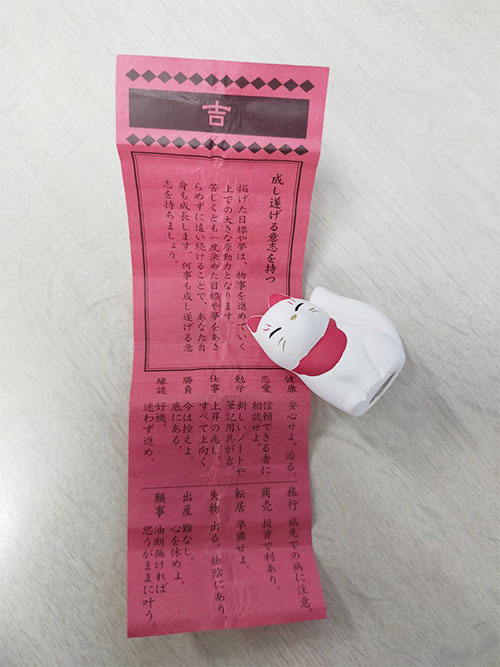 吉
成し遂げる意志を持つ
掲げた目標や夢は、物事を進めていく
上での大きな原動力となります
苦しくとも一度決めた目標や夢をあき
らめずに追い続けることで、あなた自
身も成長します。何事も成し遂げる意
志を持ちましょう。
健康 安心せよ。治る。
恋愛 信頼できる者に
相談せよ。
勉学 新しいノートや
筆記用具が吉
仕事 上昇の兆し。
すべて上向く。
勝負 今は控えよ。
底にある。
縁談 好機。
迷わず進め。
旅行 旅先での病に注意。
商売 投資で利あり。
転居 準備せよ。
失物 出る。物陰にあり
出産 難なし。
心を休めよ。
願事 油断無ければ
思うがままに叶う。